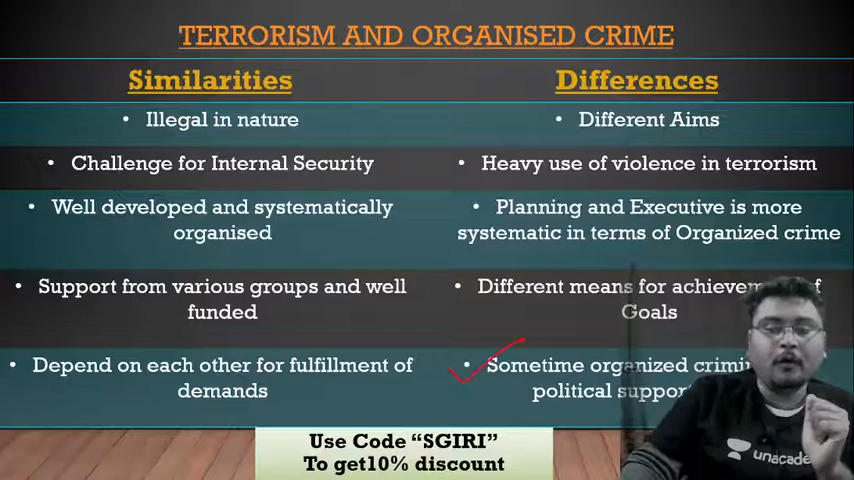 TERRORISM AND ORGANISED CRIME
Similarities
Differences
• Illegal in nature
• Different Aims
• Challenge for Internal Security
• Heavy use of violence in terrorism
• Well developed and systematically
organised
• Planning and Executive is more
systematic in terms of Organized crime
• Support from various groups and well
funded
• Different means for
Goals
• Depend on each other for fulfillment of
demands
• Sometime organized
political
Use Code “SGIRI”
To get10% discount